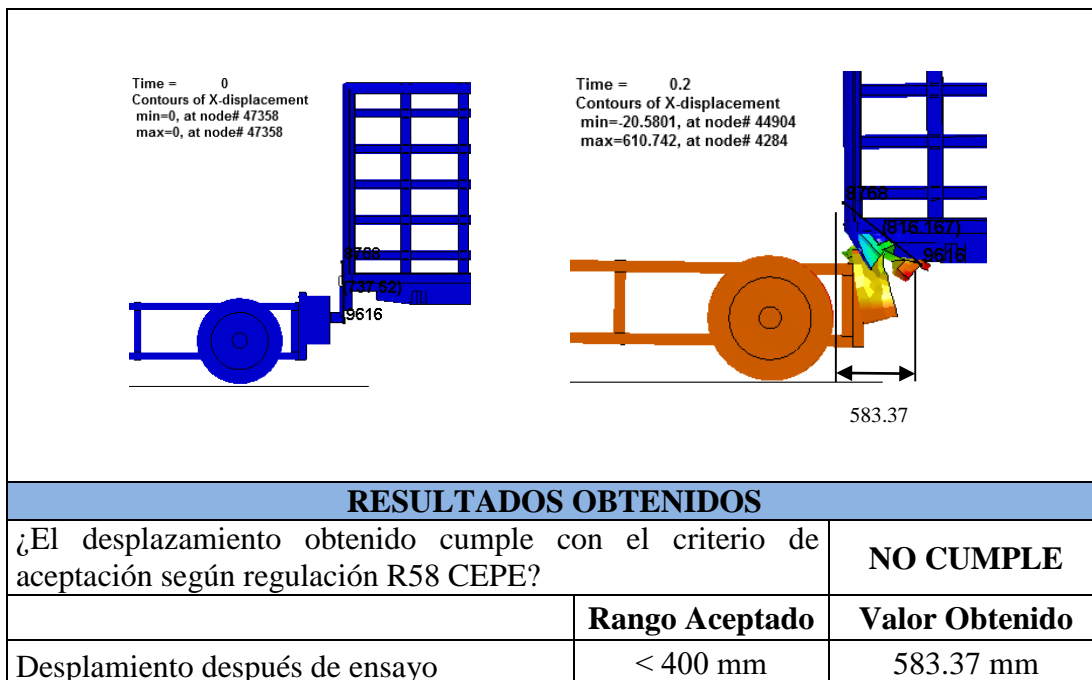 Time =       0
Contours of X-displacement
min=0, at node# 47358
max=0, at node# 47358
8768
(737.52)
9616
Time =       0.2
Contours of X-displacement
min=-20.5801, at node# 44904
max=610.742, at node# 4284
8768
(816.167)
9616
583.37
RESULTADOS OBTENIDOS
¿El desplazamiento obtenido cumple con el criterio de
aceptación según regulación R58 CEPE?
NO CUMPLE
Rango Aceptado
Valor Obtenido
Desplamiento después de ensayo
< 400 mm
583.37 mm